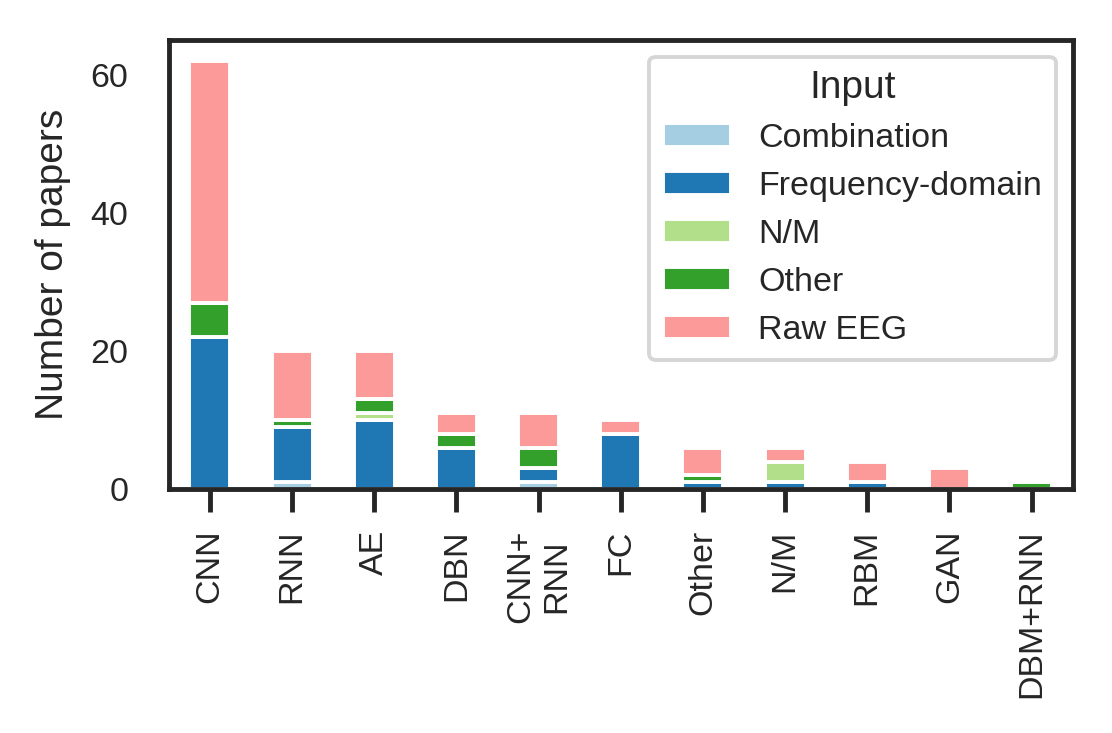 Number of papers
60
40
20
0
Input
Combination
Frequency-domain
N/M
Other
Raw EEG
CNN
RNN
AE
DBN
CNN+
RNN
FC
Other
N/M
RBM
GAN
DBM+RNN